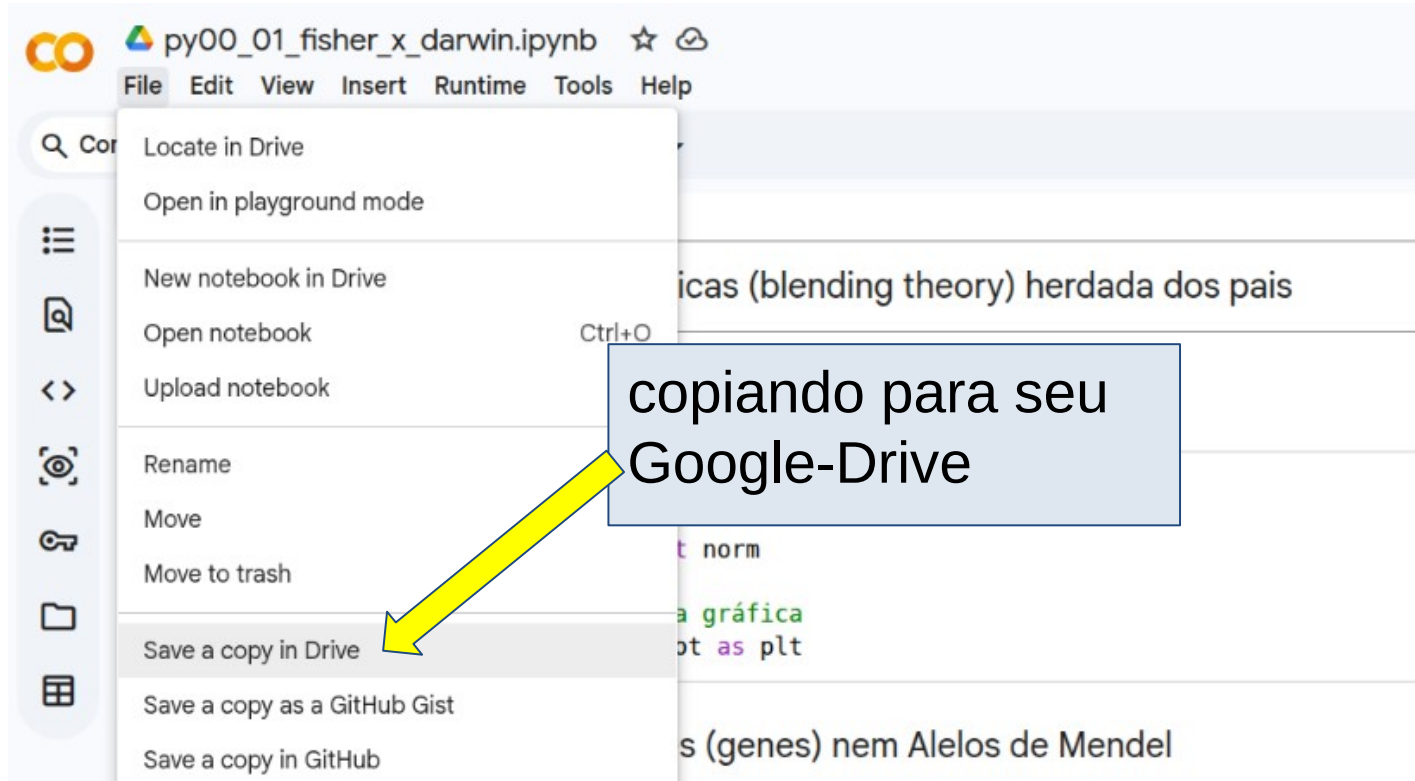 CO
py00_01_fisher_x_darwin.ipynb
File Edit View Insert Runtime Tools Help
Locate in Drive
Open in playground mode
New notebook in Drive
icas (blending theory) herdada dos pais
Open notebook Ctrl+O
Upload notebook
copiando para seu
Google-Drive
Rename
Move
t norm
Move to trash
a gráfica
Save a copy in Drive
ot as plt
Save a copy as a GitHub Gist
s (genes) nem Alelos de Mendel
Save a copy in GitHub